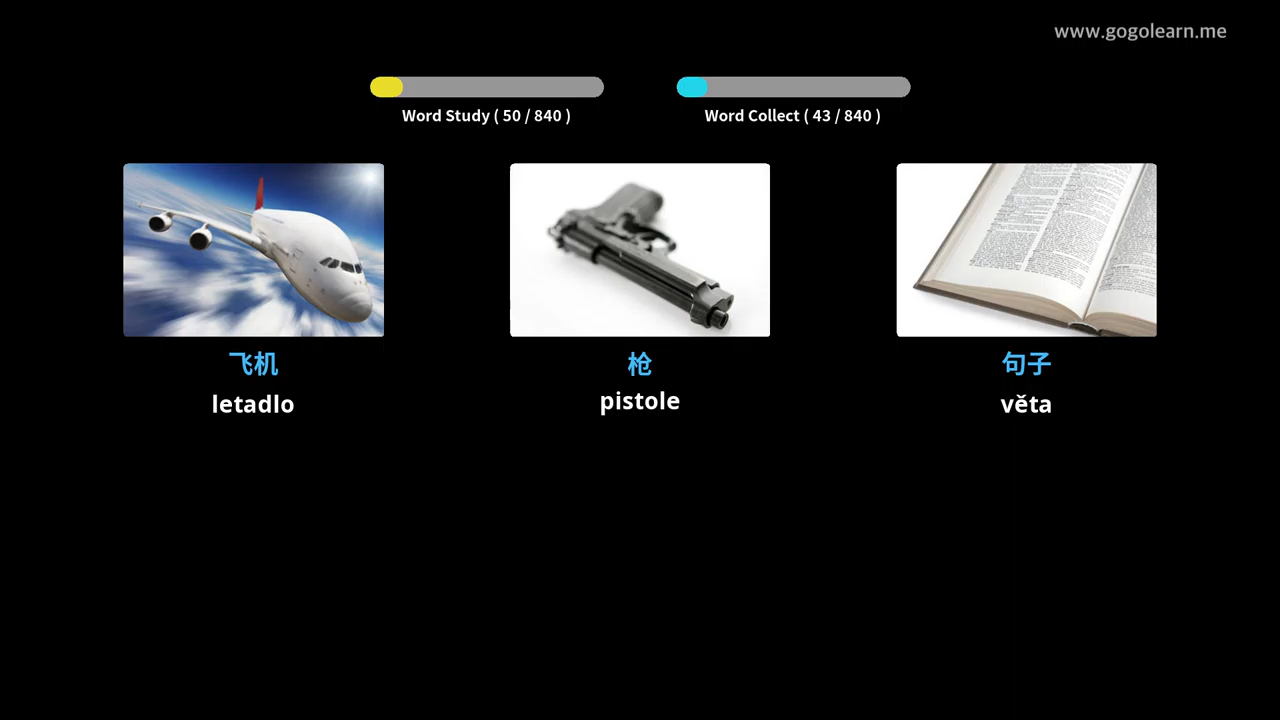 www.gogolearn.me
Word Study ( 50 / 840 )
Word Collect ( 43 / 840 )
飞机
letadlo
枪
pistole
句子
věta